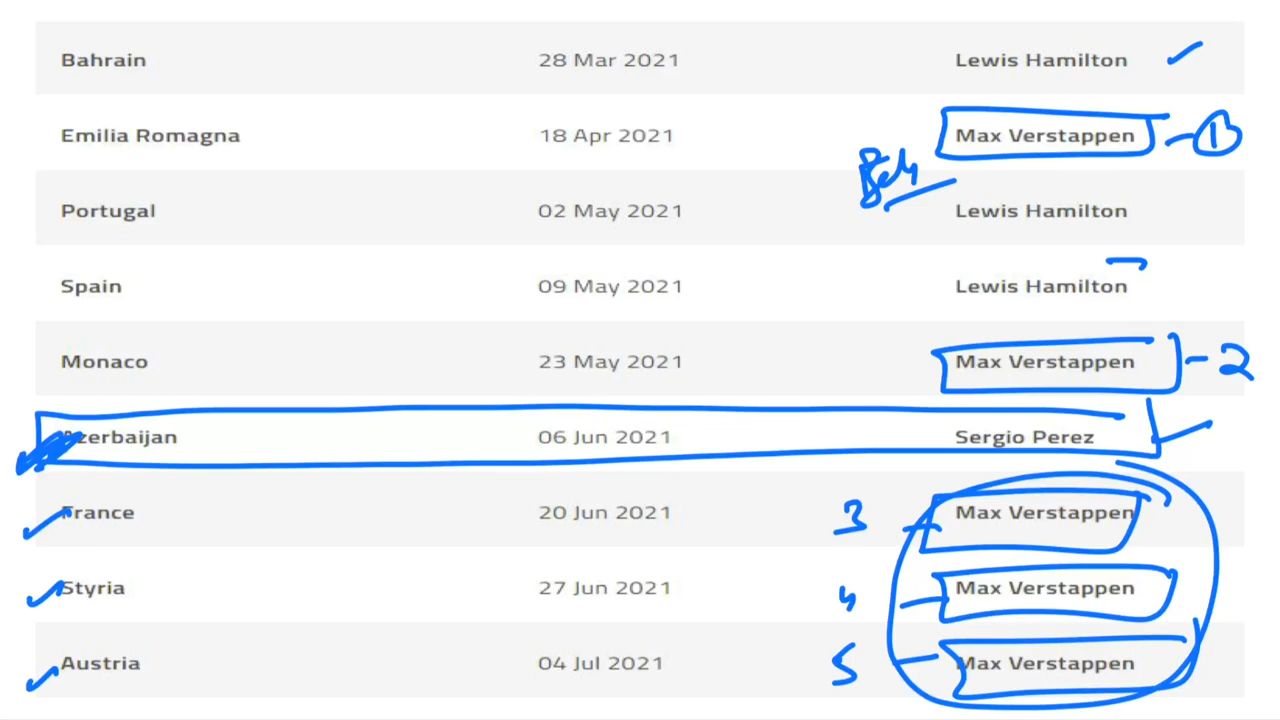 Bahrain 28 Mar 2021 Lewis Hamilton
Emilia Romagna 18 Apr 2021 Max Verstappen 1
Portugal 02 May 2021 Lewis Hamilton
Spain 09 May 2021 Lewis Hamilton
Monaco 23 May 2021 Max Verstappen 2
Azerbaijan 06 Jun 2021 Sergio Perez
France 20 Jun 2021 3 Max Verstappen
Styria 27 Jun 2021 4 Max Verstappen
Austria 04 Jul 2021 5 Max Verstappen